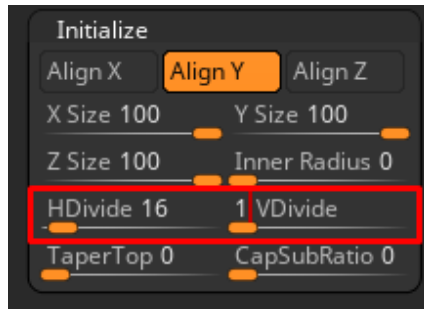 Initialize
Align X Align Y Align Z
X Size 100 Y Size 100
Z Size 100 Inner Radius 0
HDivide 16 1 VDivide
TaperTop 0 CapSubRatio 0